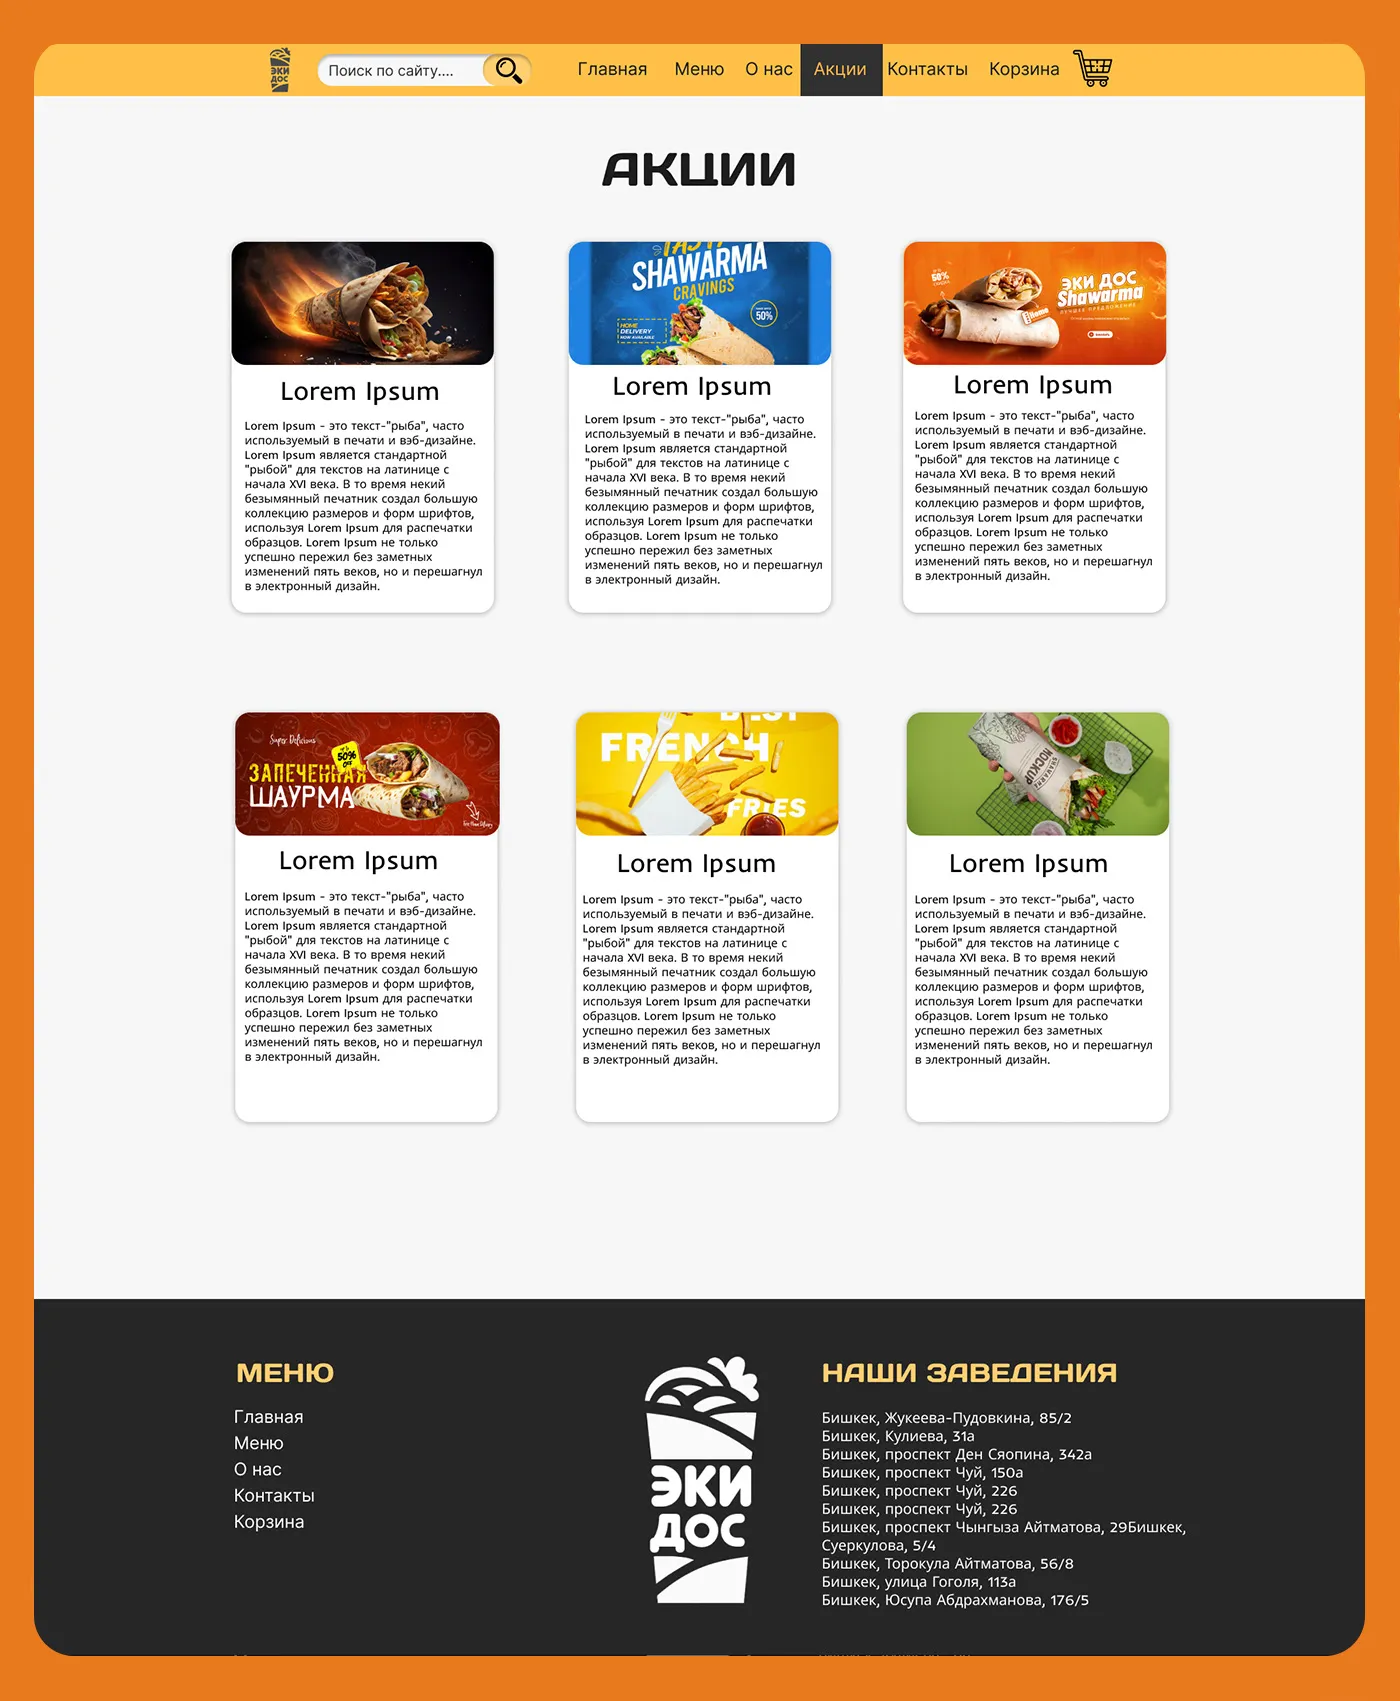 ЭКИ
ДОС
Поиск по сайту....
Главная
Меню
О нас
Акции
Контакты
Корзина
АКЦИИ
TASTY
SHAWARMA
CRAVINGS
HOME
DELIVERY
NOW AVAILABLE
50%
50%
ЭКИ ДОС
Shawarma
ЛУЧШЕЕ ПРЕДЛОЖЕНИЕ
Home
Lorem Ipsum
Lorem Ipsum - это текст-"рыба", часто
используемый в печати и вэб-дизайне.
Lorem Ipsum является стандартной
"рыбой" для текстов на латинице с
начала XVI века. В то время некий
безымянный печатник создал большую
коллекцию размеров и форм шрифтов,
используя Lorem Ipsum для распечатки
образцов. Lorem Ipsum не только
успешно пережил без заметных
изменений пять веков, но и перешагнул
в электронный дизайн.
Lorem Ipsum
Lorem Ipsum - это текст-"рыба", часто
используемый в печати и вэб-дизайне.
Lorem Ipsum является стандартной
"рыбой" для текстов на латинице с
начала XVI века. В то время некий
безымянный печатник создал большую
коллекцию размеров и форм шрифтов,
используя Lorem Ipsum для распечатки
образцов. Lorem Ipsum не только
успешно пережил без заметных
изменений пять веков, но и перешагнул
в электронный дизайн.
Lorem Ipsum
Lorem Ipsum - это текст-"рыба", часто
используемый в печати и вэб-дизайне.
Lorem Ipsum является стандартной
"рыбой" для текстов на латинице с
начала XVI века. В то время некий
безымянный печатник создал большую
коллекцию размеров и форм шрифтов,
используя Lorem Ipsum для распечатки
образцов. Lorem Ipsum не только
успешно пережил без заметных
изменений пять веков, но и перешагнул
в электронный дизайн.
Super Delicious
50%
OFF
ЗАПЕЧЕННАЯ
ШАУРМА
Free Home Delivery
BEST
FRENCH
FRIES
MOCKUP
SHAWARMA
Lorem Ipsum
Lorem Ipsum - это текст-"рыба", часто
используемый в печати и вэб-дизайне.
Lorem Ipsum является стандартной
"рыбой" для текстов на латинице с
начала XVI века. В то время некий
безымянный печатник создал большую
коллекцию размеров и форм шрифтов,
используя Lorem Ipsum для распечатки
образцов. Lorem Ipsum не только
успешно пережил без заметных
изменений пять веков, но и перешагнул
в электронный дизайн.
Lorem Ipsum
Lorem Ipsum - это текст-"рыба", часто
используемый в печати и вэб-дизайне.
Lorem Ipsum является стандартной
"рыбой" для текстов на латинице с
начала XVI века. В то время некий
безымянный печатник создал большую
коллекцию размеров и форм шрифтов,
используя Lorem Ipsum для распечатки
образцов. Lorem Ipsum не только
успешно пережил без заметных
изменений пять веков, но и перешагнул
в электронный дизайн.
Lorem Ipsum
Lorem Ipsum - это текст-"рыба", часто
используемый в печати и вэб-дизайне.
Lorem Ipsum является стандартной
"рыбой" для текстов на латинице с
начала XVI века. В то время некий
безымянный печатник создал большую
коллекцию размеров и форм шрифтов,
используя Lorem Ipsum для распечатки
образцов. Lorem Ipsum не только
успешно пережил без заметных
изменений пять веков, но и перешагнул
в электронный дизайн.
МЕНЮ
Главная
Меню
О нас
Контакты
Корзина
ЭКИ
ДОС
НАШИ ЗАВЕДЕНИЯ
Бишкек, Жукеева-Пудовкина, 85/2
Бишкек, Кулиева, 31а
Бишкек, проспект Ден Сяопина, 342а
Бишкек, проспект Чуй, 150а
Бишкек, проспект Чуй, 226
Бишкек, проспект Чуй, 226
Бишкек, проспект Чынгыза Айтматова, 29Бишкек,
Суеркулова, 5/4
Бишкек, Торокула Айтматова, 56/8
Бишкек, улица Гоголя, 113а
Бишкек, Юсупа Абдрахманова, 176/5